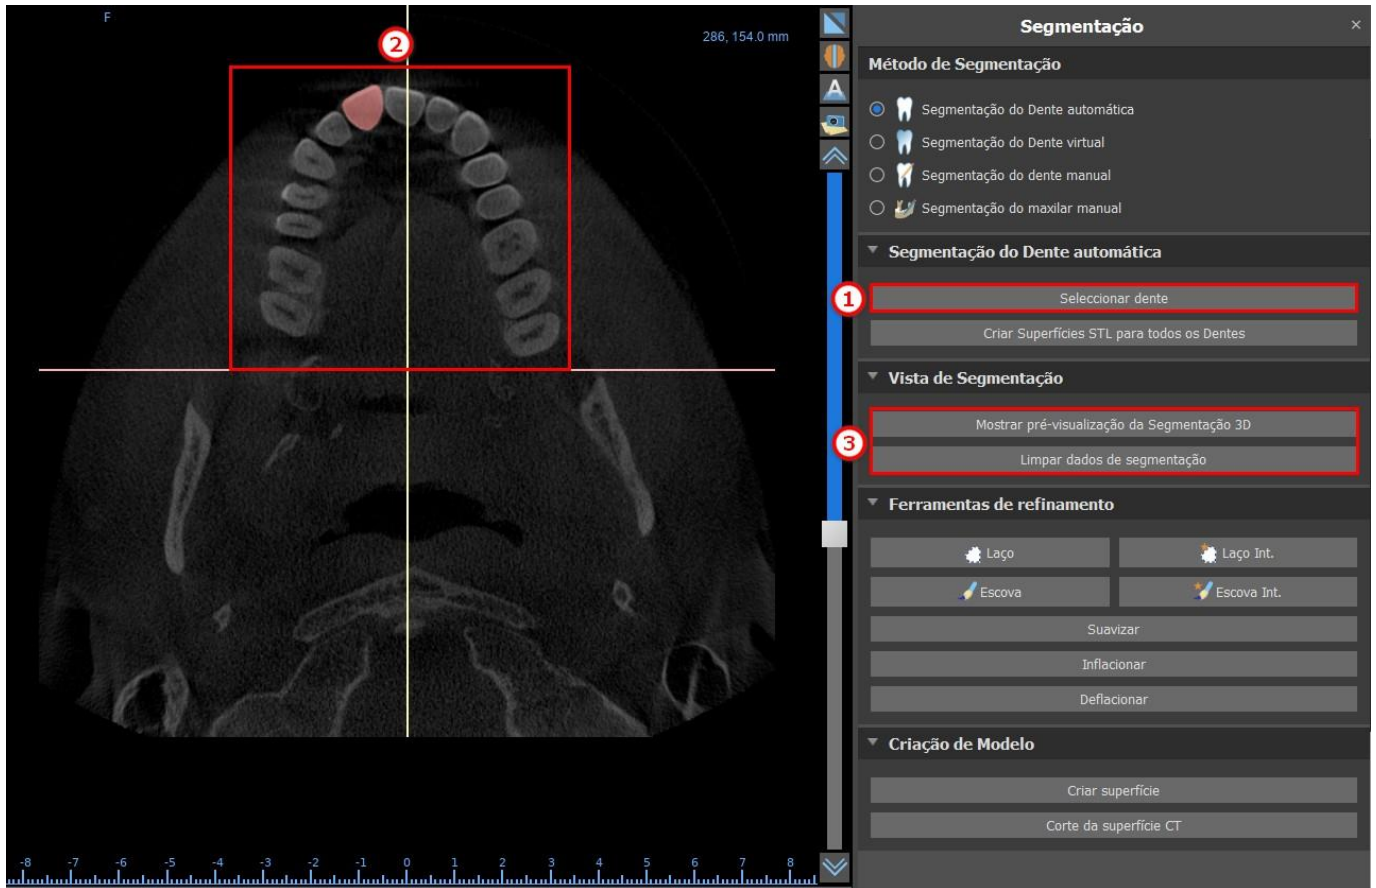 F
286, 154.0 mm
2
-8 -7 -6 -5 -4 -3 -2 -1 0 1 2 3 4 5 6 7 8
A
Segmentação ×
Método de Segmentação
Segmentação do Dente automática
Segmentação do Dente virtual
Segmentação do dente manual
Segmentação do maxilar manual
Segmentação do Dente automática
1
Seleccionar dente
Criar Superfícies STL para todos os Dentes
Vista de Segmentação
Mostrar pré-visualização da Segmentação 3D
3
Limpar dados de segmentação
Ferramentas de refinamento
Laço Laço Int.
Escova Escova Int.
Suavizar
Inflacionar
Deflacionar
Criação de Modelo
Criar superfície
Corte da superfície CT